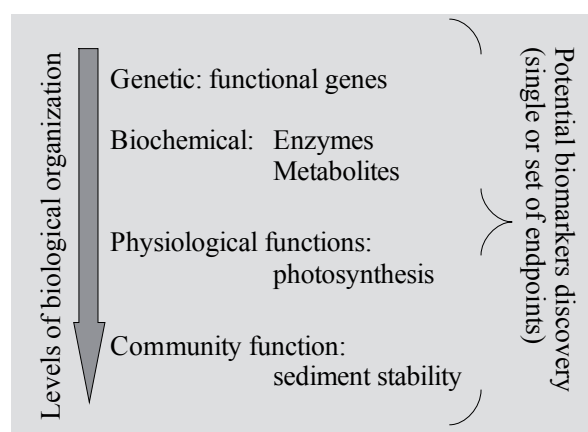 Levels of biological organization
Genetic: functional genes
Biochemical: Enzymes
Metabolites
Physiological functions:
photosynthesis
Community function:
sediment stability
Potential biomarkers discovery
(single or set of endpoints)